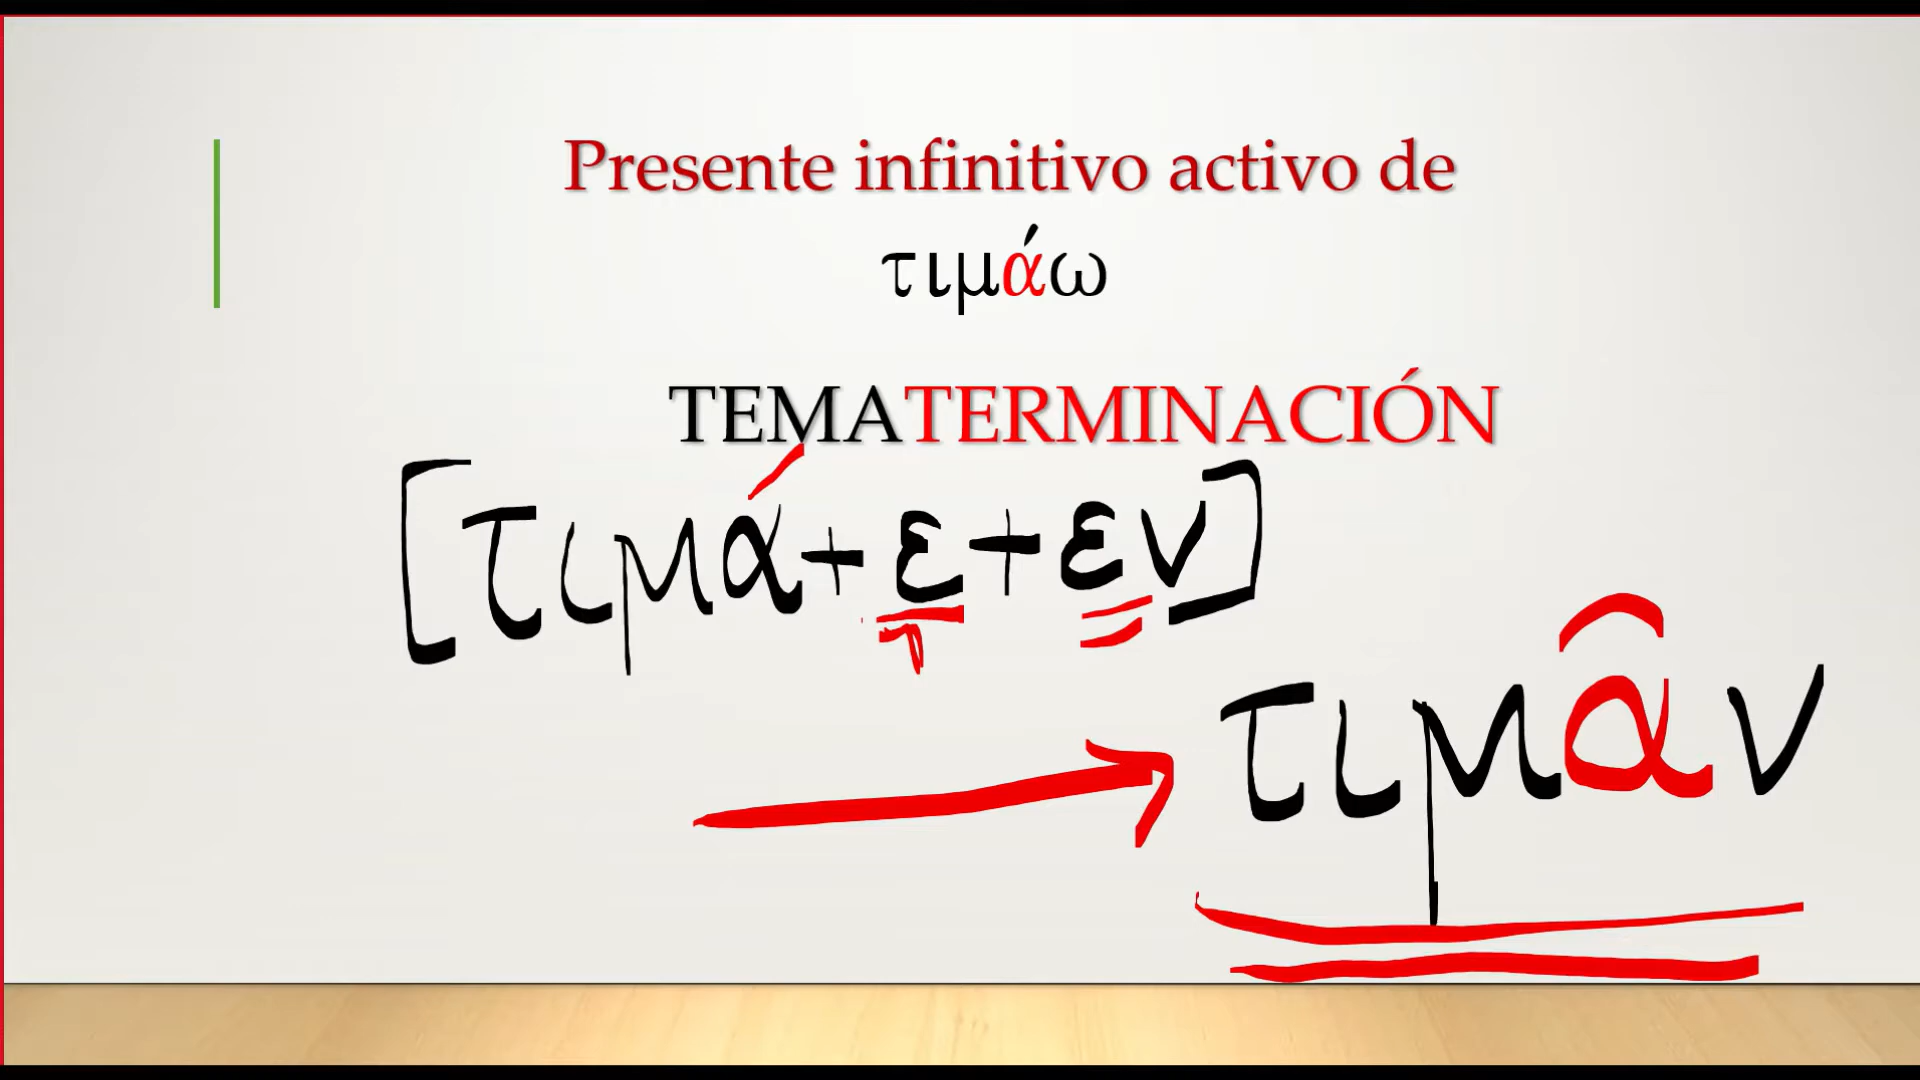 Presente infinitivo activo de
τιμάω
TEMATERMINACIÓN
[τιμά+ε+εν]
τιμᾶν